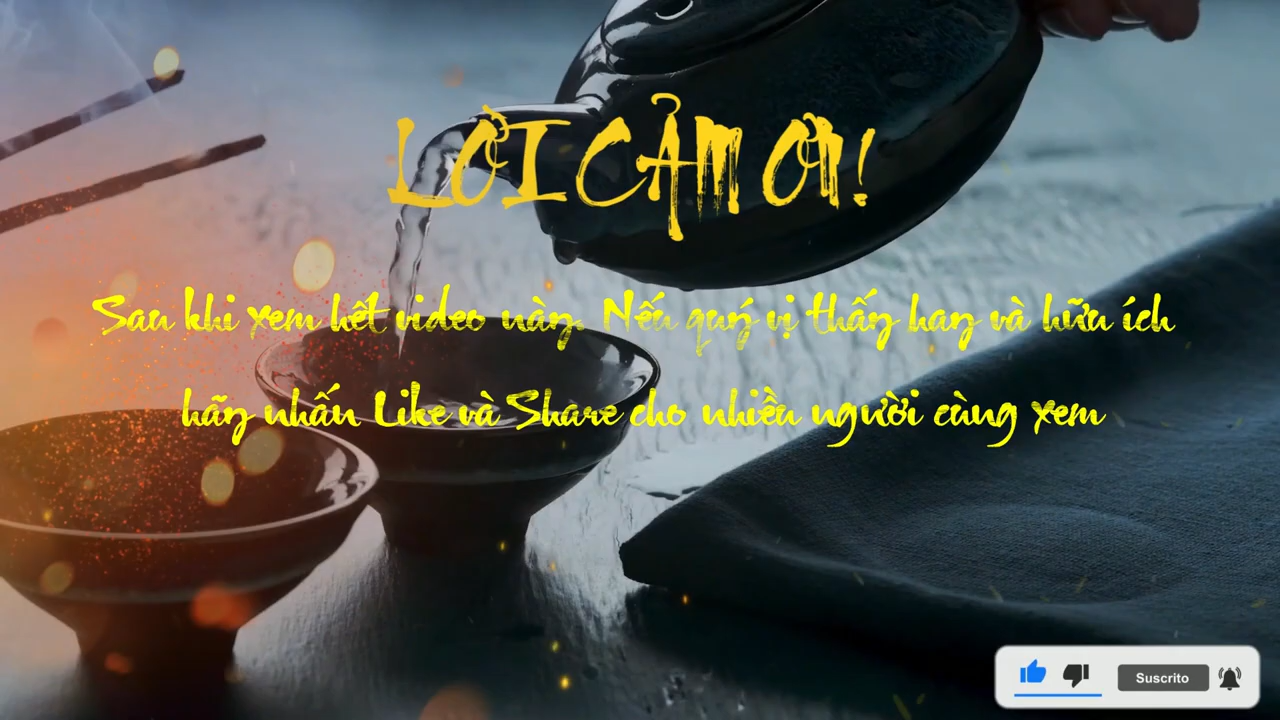 LỜI CẢM ƠN!
Sau khi xem hết video này. Nếu quý vị thấy hay và hữu ích
hãy nhấn Like và Share cho nhiều người cùng xem
Suscrito